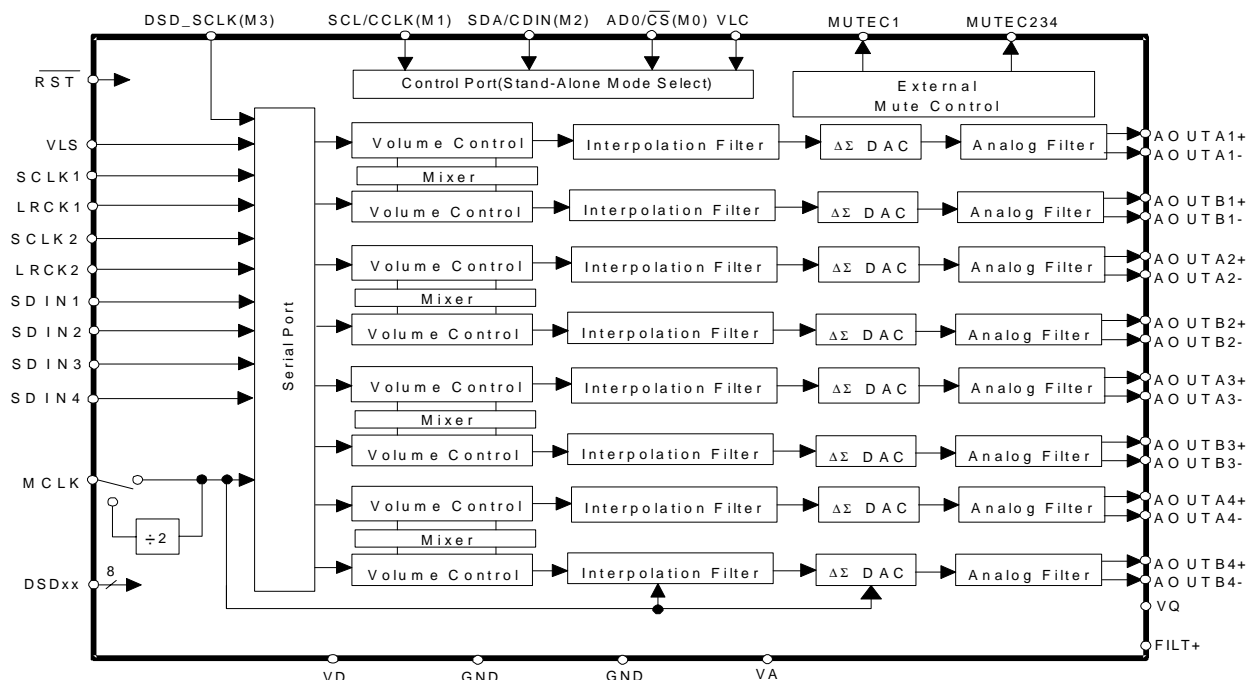 DSD_SCLK(M3) SCL/CCLK(M1) SDA/CDIN(M2) AD0/CS(M0) VLC MUTEC1 MUTEC234
RST
Control Port(Stand-Alone Mode Select)
External
Mute Control
VLS
SCLK1
LRCK1
SCLK2
LRCK2
SDIN1
SDIN2
SDIN3
SDIN4
MCLK
÷2
DSDxx
8
Serial Port
Volume Control Interpolation Filter ΔΣ DAC Analog Filter AOUTA1+
AOUTA1-
Mixer
Volume Control Interpolation Filter ΔΣ DAC Analog Filter AOUTB1+
AOUTB1-
Volume Control Interpolation Filter ΔΣ DAC Analog Filter AOUTA2+
AOUTA2-
Mixer
Volume Control Interpolation Filter ΔΣ DAC Analog Filter AOUTB2+
AOUTB2-
Volume Control Interpolation Filter ΔΣ DAC Analog Filter AOUTA3+
AOUTA3-
Mixer
Volume Control Interpolation Filter ΔΣ DAC Analog Filter AOUTB3+
AOUTB3-
Volume Control Interpolation Filter ΔΣ DAC Analog Filter AOUTA4+
AOUTA4-
Mixer
Volume Control Interpolation Filter ΔΣ DAC Analog Filter AOUTB4+
AOUTB4-
VQ
FILT+
VD GND GND VA